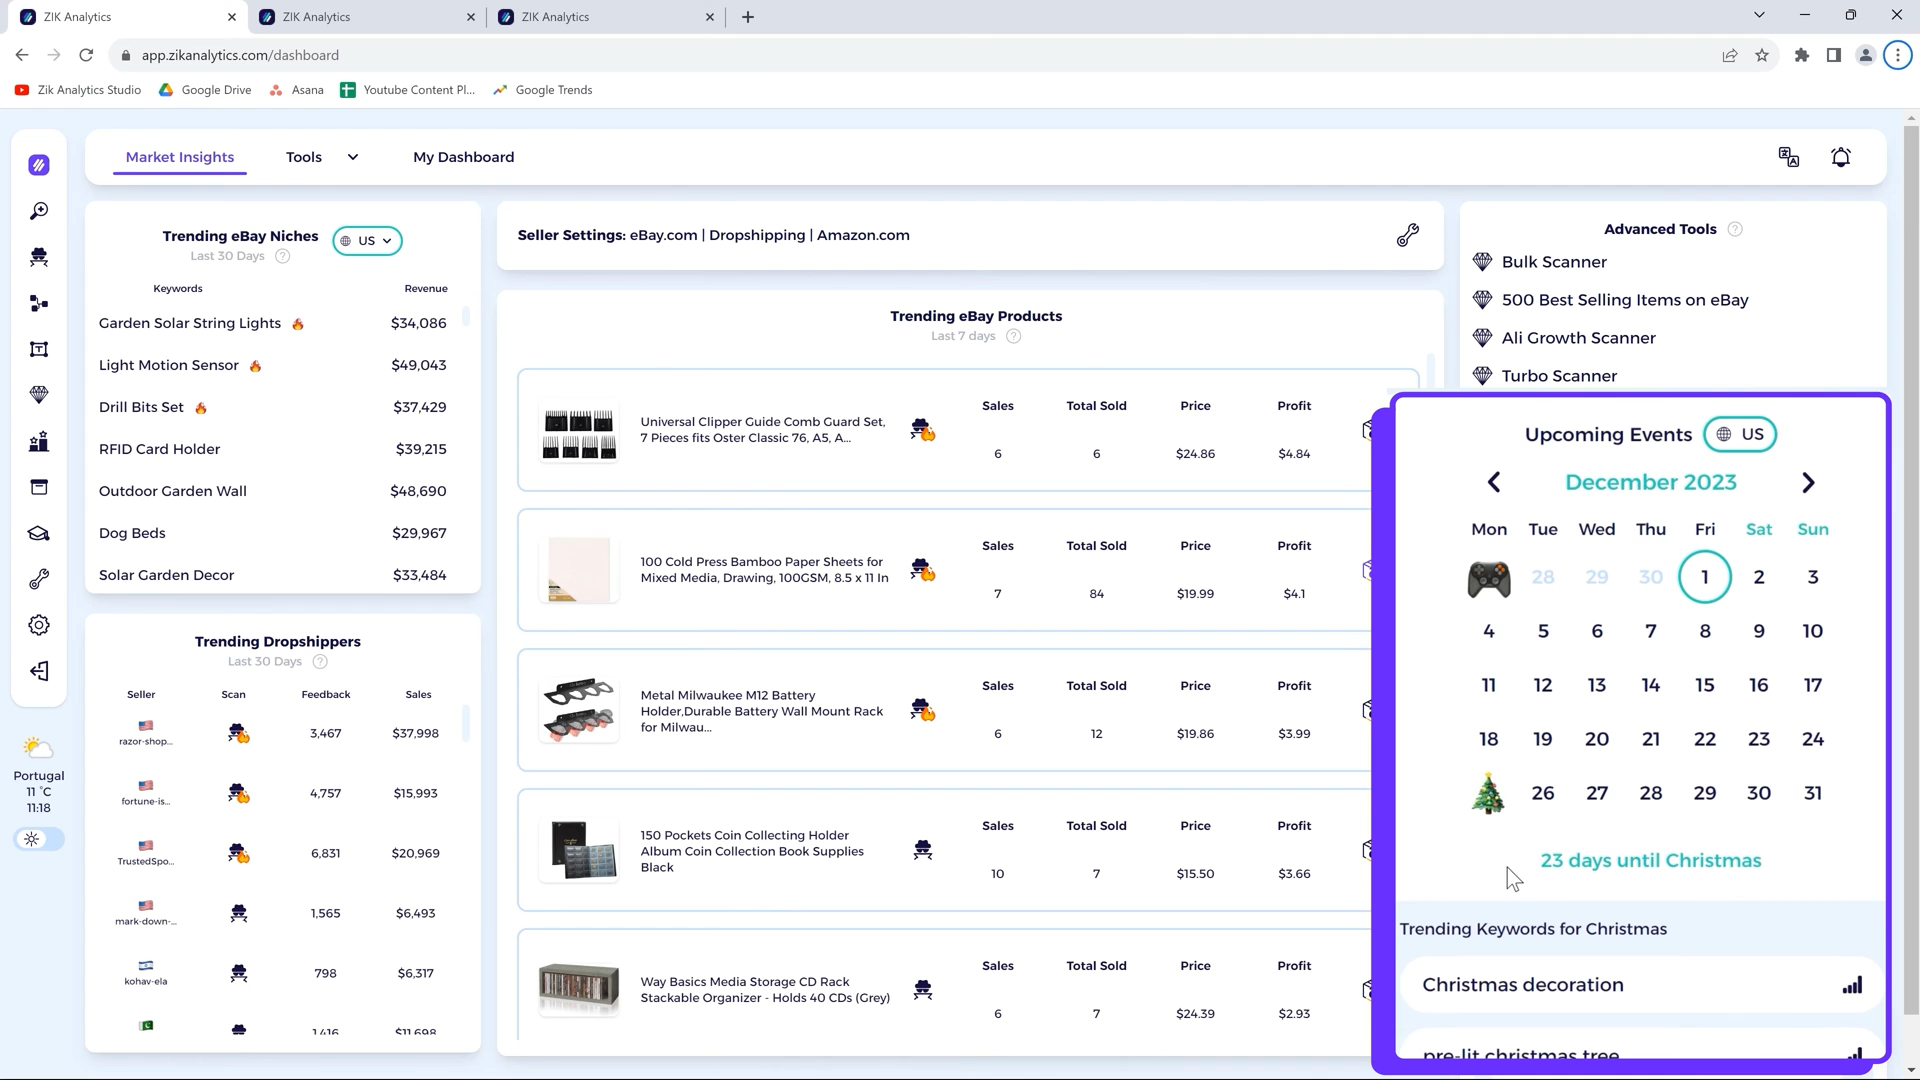 ZIK Analytics
ZIK Analytics
ZIK Analytics
app.zikanalytics.com/dashboard
Zik Analytics Studio
Google Drive
Asana
Youtube Content Pl...
Google Trends
Market Insights
Tools
My Dashboard
Trending eBay Niches
US
Last 30 Days
Keywords Revenue
Garden Solar String Lights $34,086
Light Motion Sensor $49,043
Drill Bits Set $37,429
RFID Card Holder $39,215
Outdoor Garden Wall $48,690
Dog Beds $29,967
Solar Garden Decor $33,484
Trending Dropshippers
Last 30 Days
Seller Scan Feedback Sales
razor-shop... 3,467 $37,998
fortune-is... 4,757 $15,993
TrustedSpo... 6,831 $20,969
mark-down-... 1,565 $6,493
kohav-ela 798 $6,317
1,416 $11,698
Portugal
11 °C
11:18
Seller Settings: eBay.com | Dropshipping | Amazon.com
Trending eBay Products
Last 7 days
Universal Clipper Guide Comb Guard Set,
7 Pieces fits Oster Classic 76, A5, A...
Sales Total Sold Price Profit
6 6 $24.86 $4.84
100 Cold Press Bamboo Paper Sheets for
Mixed Media, Drawing, 100GSM, 8.5 x 11 In
Sales Total Sold Price Profit
7 84 $19.99 $4.1
Metal Milwaukee M12 Battery
Holder,Durable Battery Wall Mount Rack
for Milwau...
Sales Total Sold Price Profit
6 12 $19.86 $3.99
150 Pockets Coin Collecting Holder
Album Coin Collection Book Supplies
Black
Sales Total Sold Price Profit
10 7 $15.50 $3.66
Way Basics Media Storage CD Rack
Stackable Organizer - Holds 40 CDs (Grey)
Sales Total Sold Price Profit
6 7 $24.39 $2.93
Advanced Tools
Bulk Scanner
500 Best Selling Items on eBay
Ali Growth Scanner
Turbo Scanner
Upcoming Events US
December 2023
Mon Tue Wed Thu Fri Sat Sun
28 29 30 1 2 3
4 5 6 7 8 9 10
11 12 13 14 15 16 17
18 19 20 21 22 23 24
26 27 28 29 30 31
23 days until Christmas
Trending Keywords for Christmas
Christmas decoration
pre-lit christmas tree